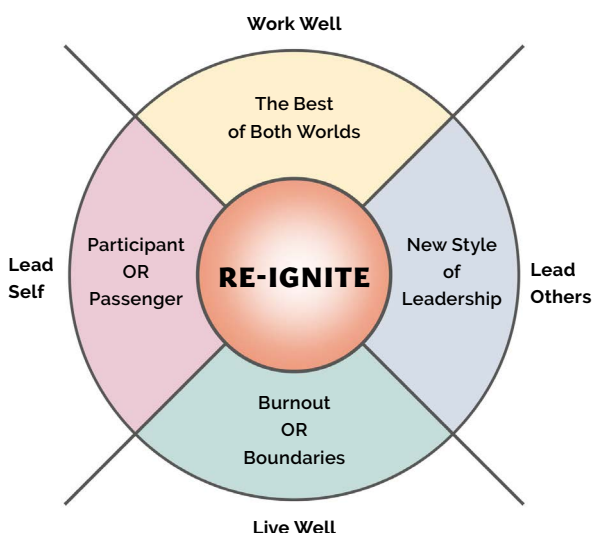 Work Well
The Best
of Both Worlds
Lead
Self
Participant
OR
Passenger
RE-IGNITE
New Style
of
Leadership
Lead
Others
Burnout
OR
Boundaries
Live Well